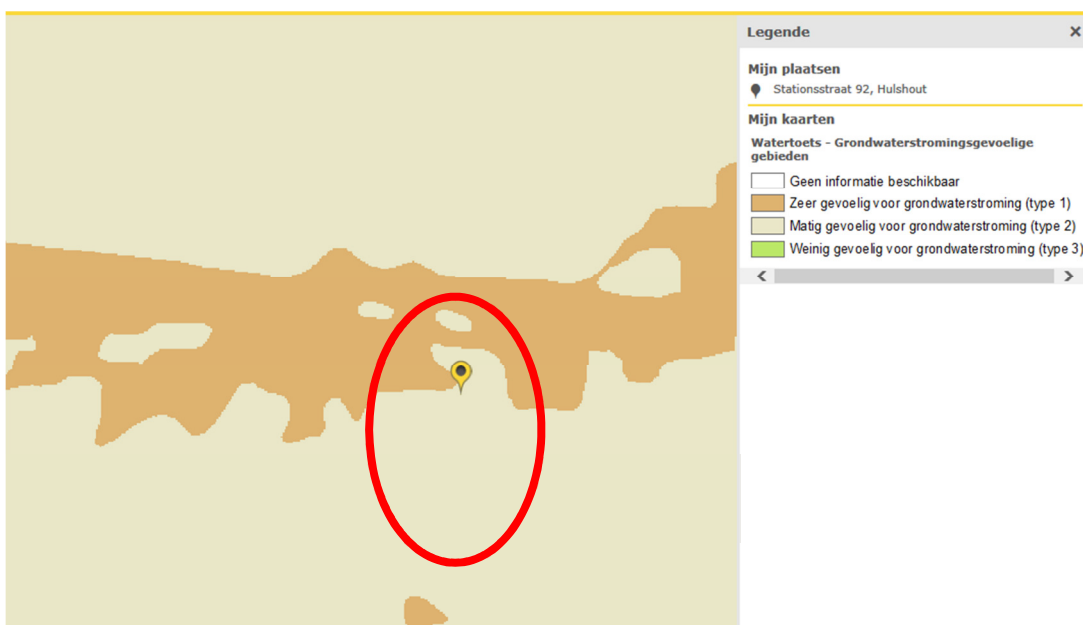 Legende ×
Mijn plaatsen
Stationsstraat 92, Hulshout
Mijn kaarten
Watertoets - Grondwaterstromingsgevoelige
gebieden
Geen informatie beschikbaar
Zeer gevoelig voor grondwaterstroming (type 1)
Matig gevoelig voor grondwaterstroming (type 2)
Weinig gevoelig voor grondwaterstroming (type 3)